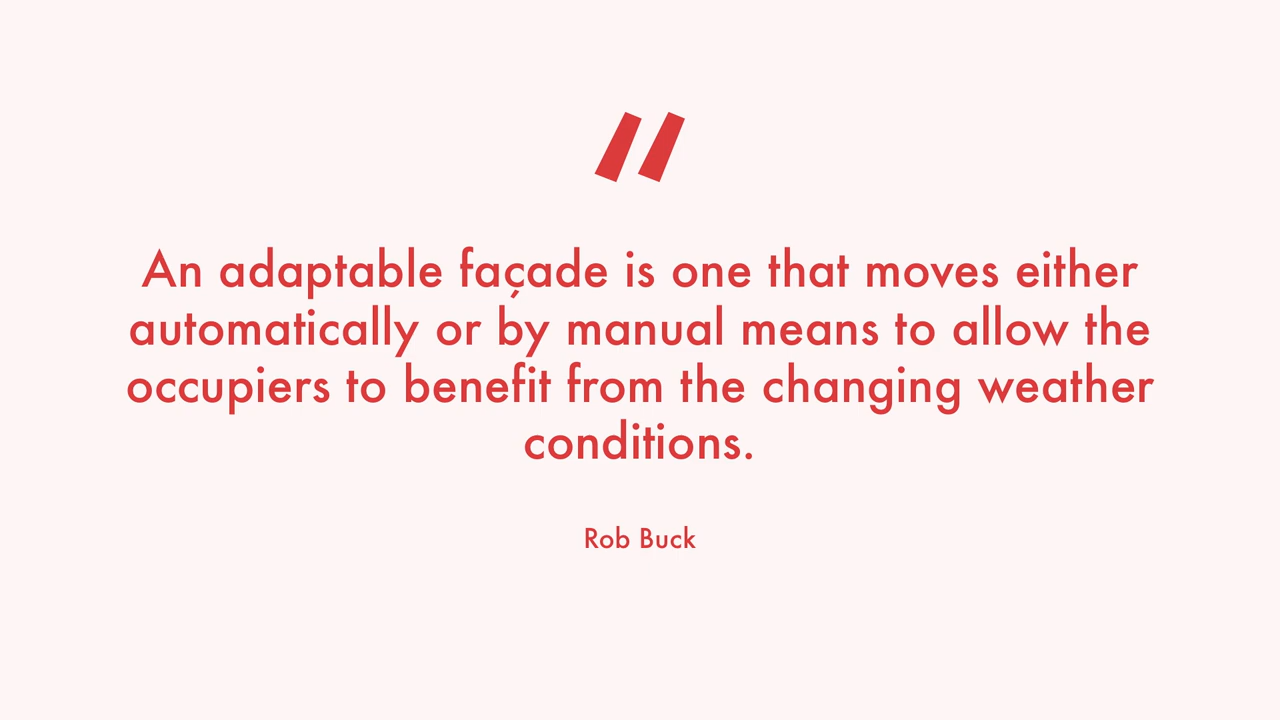 "
An adaptable façade is one that moves either
automatically or by manual means to allow the
occupiers to benefit from the changing weather
conditions.
Rob Buck